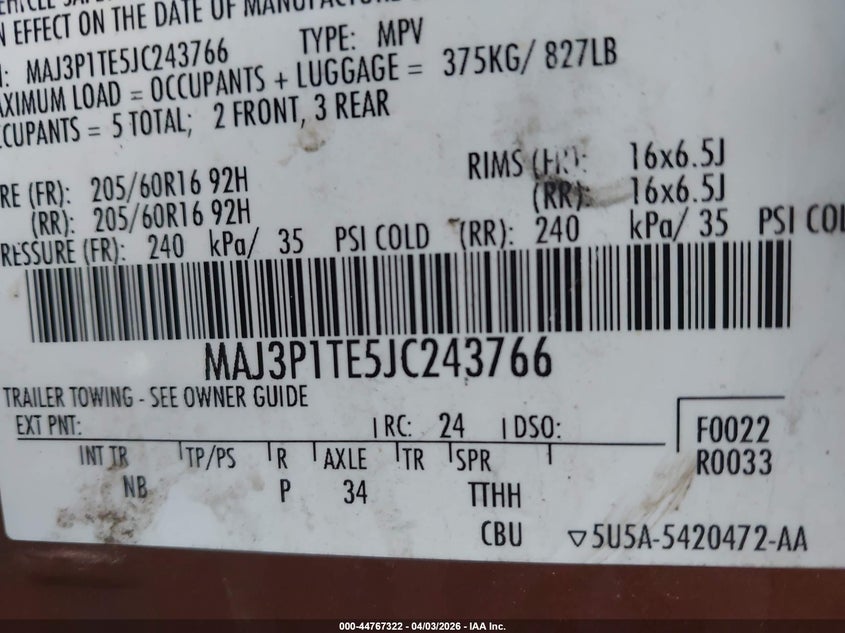 EFFECT ON THE DATE OF
MAJ3P1TE5JC243766 TYPE: MPV
MAXIMUM LOAD = OCCUPANTS + LUGGAGE = 375KG/ 827LB
OCCUPANTS = 5 TOTAL; 2 FRONT, 3 REAR
RE (FR): 205/60R16 92H RIMS (FR): 16x6.5J
(RR): 205/60R16 92H (RR): 16x6.5J
RESSURE (FR): 240 kPa/ 35 PSI COLD (RR): 240 kPa/ 35 PSI COL
MAJ3P1TE5JC243766
TRAILER TOWING - SEE OWNER GUIDE
EXT PNT: RC: 24 DSO: F0022
INT TR TP/PS R AXLE TR SPR R0033
NB P 34 TTHH
CBU ▽5U5A-5420472-AA
000-44767322 - 04/03/2026 - IAA Inc.